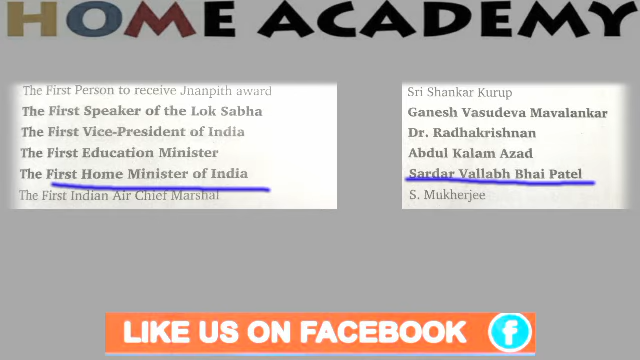 HOME ACADEMY
The First Person to receive Jnanpith award Sri Shankar Kurup
The First Speaker of the Lok Sabha Ganesh Vasudeva Mavalankar
The First Vice-President of India Dr. Radhakrishnan
The First Education Minister Abdul Kalam Azad
The First Home Minister of India Sardar Vallabh Bhai Patel
The First Indian Air Chief Marshal S. Mukherjee
LIKE US ON FACEBOOK f